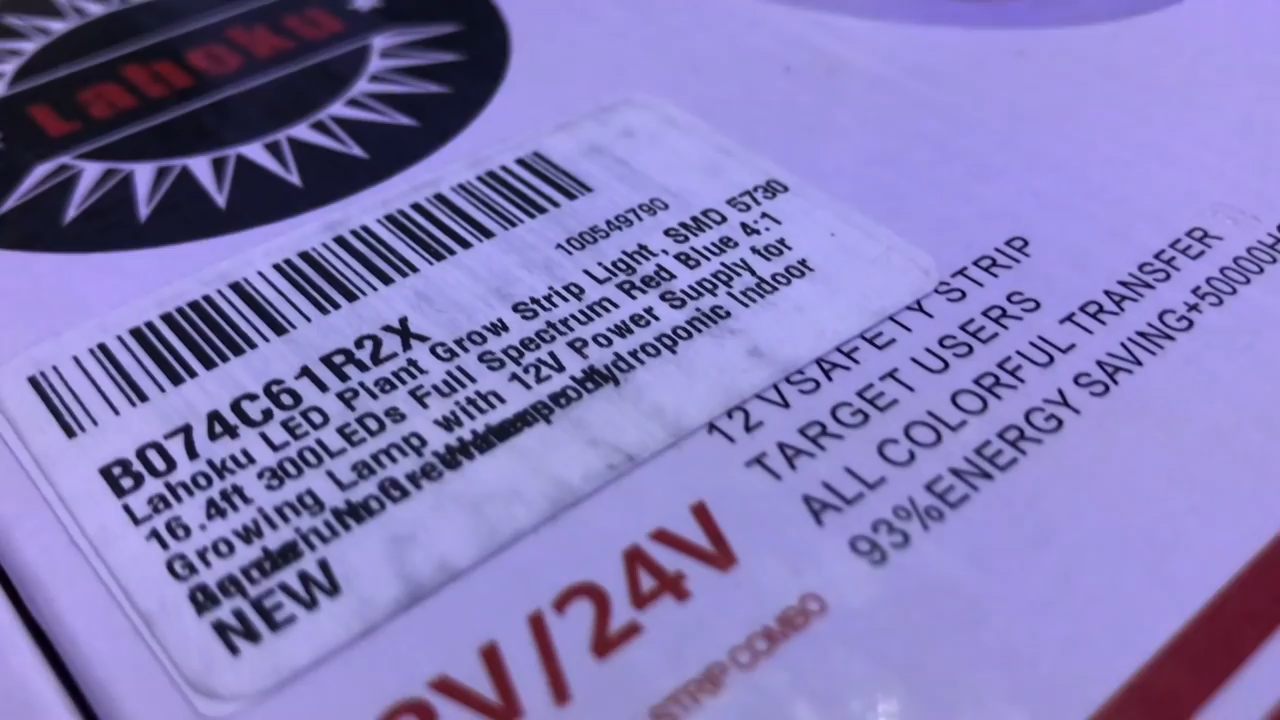 Lahoku
100549790
B074C61R2X
Lahoku LED Plant Grow Strip Light, SMD 5730
16.4ft 300LEDs Full Spectrum Red Blue 4:1
Growing Lamp with 12V Power Supply for
Hydroponic Indoor
NEW
12VSAFETY STRIP
TARGET USERS
ALL COLORFUL TRANSFER
93%ENERGY SAVING+50000H
V/24V
STRIP COMBO